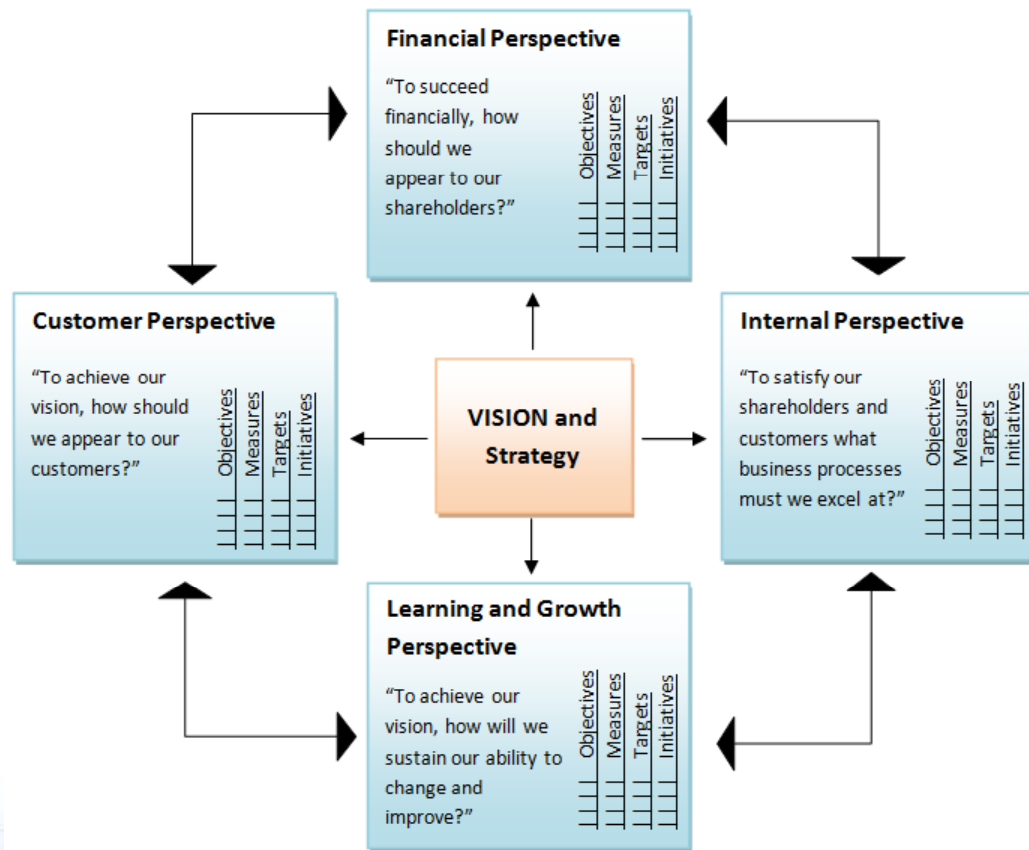 Financial Perspective
“To succeed
financially, how
should we
appear to our
shareholders?”
Objectives
Measures
Targets
Initiatives
Customer Perspective
“To achieve our
vision, how should
we appear to our
customers?”
Objectives
Measures
Targets
Initiatives
VISION and
Strategy
Internal Perspective
“To satisfy our
shareholders and
customers what
business processes
must we excel at?”
Objectives
Measures
Targets
Initiatives
Learning and Growth
Perspective
“To achieve our
vision, how will we
sustain our ability to
change and
improve?”
Objectives
Measures
Targets
Initiatives